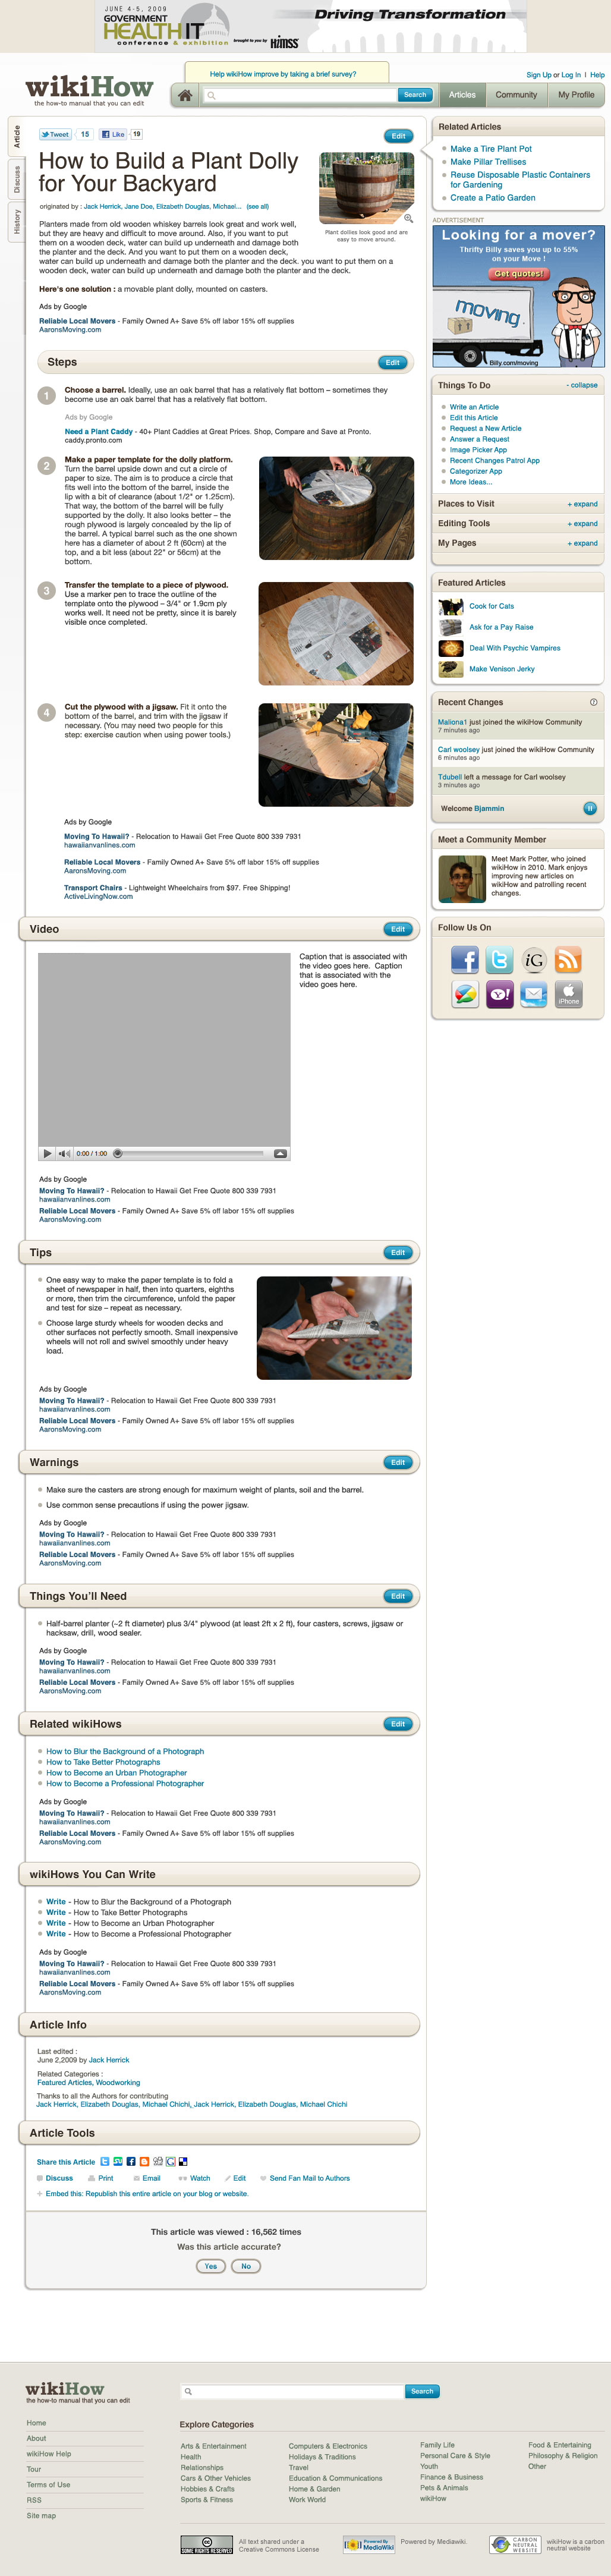 JUNE 4-5, 2009
GOVERNMENT
HEALTH IT
conference & exhibition
brought to you by HIMSS
Driving Transformation
Help wikiHow improve by taking a brief survey?
Sign Up or Log In | Help
wikiHow
the how-to manual that you can edit
Search
Articles
Community
My Profile
Article
Discuss
History
Tweet 15 Like 19
Edit
How to Build a Plant Dolly
for Your Backyard
originated by : Jack Herrick, Jane Doe, Elizabeth Douglas, Michael... (see all)
Plant dollies look good and are
easy to move around.
Planters made from old wooden whiskey barrels look great and work well,
but they are heavy and difficult to move around. Also, if you want to put
them on a wooden deck, water can build up underneath and damage both
the planter and the deck. And you want to put them on a wooden deck,
water can build up underneath and damage both the planter and the deck. you want to put them on a
wooden deck, water can build up underneath and damage both the planter and the deck.
Here's one solution : a movable plant dolly, mounted on casters.
Ads by Google
Reliable Local Movers - Family Owned A+ Save 5% off labor 15% off supplies
AaronsMoving.com
Steps
Edit
1
Choose a barrel. Ideally, use an oak barrel that has a relatively flat bottom – sometimes they
become use an oak barrel that has a relatively flat bottom.
Ads by Google
Need a Plant Caddy - 40+ Plant Caddies at Great Prices. Shop, Compare and Save at Pronto.
caddy.pronto.com
2
Make a paper template for the dolly platform.
Turn the barrel upside down and cut a circle of
paper to size. The aim is to produce a circle that
fits well into the bottom of the barrel, inside the
lip with a bit of clearance (about 1/2" or 1.25cm).
That way, the bottom of the barrel will be fully
supported by the dolly. It also looks better – the
rough plywood is largely concealed by the lip of
the barrel. A typical barrel such as the one shown
here has a diameter of about 2 ft (60cm) at the
top, and a bit less (about 22" or 56cm) at the
bottom.
3
Transfer the template to a piece of plywood.
Use a marker pen to trace the outline of the
template onto the plywood – 3/4" or 1.9cm ply
works well. It need not be pretty, since it is barely
visible once completed.
4
Cut the plywood with a jigsaw. Fit it onto the
bottom of the barrel, and trim with the jigsaw if
necessary. (You may need two people for this
step: exercise caution when using power tools.)
Ads by Google
Moving To Hawaii? - Relocation to Hawaii Get Free Quote 800 339 7931
hawaiianvanlines.com
Reliable Local Movers - Family Owned A+ Save 5% off labor 15% off supplies
AaronsMoving.com
Transport Chairs - Lightweight Wheelchairs from $97. Free Shipping!
ActiveLivingNow.com
Video
Edit
Caption that is associated with
the video goes here. Caption
that is associated with the
video goes here.
0:00 / 1:00
Ads by Google
Moving To Hawaii? - Relocation to Hawaii Get Free Quote 800 339 7931
hawaiianvanlines.com
Reliable Local Movers - Family Owned A+ Save 5% off labor 15% off supplies
AaronsMoving.com
Tips
Edit
One easy way to make the paper template is to fold a
sheet of newspaper in half, then into quarters, eighths
or more, then trim the circumference, unfold the paper
and test for size – repeat as necessary.
Choose large sturdy wheels for wooden decks and
other surfaces not perfectly smooth. Small inexpensive
wheels will not roll and swivel smoothly under heavy
load.
Ads by Google
Moving To Hawaii? - Relocation to Hawaii Get Free Quote 800 339 7931
hawaiianvanlines.com
Reliable Local Movers - Family Owned A+ Save 5% off labor 15% off supplies
AaronsMoving.com
Warnings
Edit
Make sure the casters are strong enough for maximum weight of plants, soil and the barrel.
Use common sense precautions if using the power jigsaw.
Ads by Google
Moving To Hawaii? - Relocation to Hawaii Get Free Quote 800 339 7931
hawaiianvanlines.com
Reliable Local Movers - Family Owned A+ Save 5% off labor 15% off supplies
AaronsMoving.com
Things You'll Need
Edit
Half-barrel planter (~2 ft diameter) plus 3/4" plywood (at least 2ft x 2 ft), four casters, screws, jigsaw or
hacksaw, drill, wood sealer.
Ads by Google
Moving To Hawaii? - Relocation to Hawaii Get Free Quote 800 339 7931
hawaiianvanlines.com
Reliable Local Movers - Family Owned A+ Save 5% off labor 15% off supplies
AaronsMoving.com
Related wikiHows
Edit
How to Blur the Background of a Photograph
How to Take Better Photographs
How to Become an Urban Photographer
How to Become a Professional Photographer
Ads by Google
Moving To Hawaii? - Relocation to Hawaii Get Free Quote 800 339 7931
hawaiianvanlines.com
Reliable Local Movers - Family Owned A+ Save 5% off labor 15% off supplies
AaronsMoving.com
wikiHows You Can Write
Write - How to Blur the Background of a Photograph
Write - How to Take Better Photographs
Write - How to Become an Urban Photographer
Write - How to Become a Professional Photographer
Ads by Google
Moving To Hawaii? - Relocation to Hawaii Get Free Quote 800 339 7931
hawaiianvanlines.com
Reliable Local Movers - Family Owned A+ Save 5% off labor 15% off supplies
AaronsMoving.com
Article Info
Last edited :
June 2,2009 by Jack Herrick
Related Categories :
Featured Articles, Woodworking
Thanks to all the Authors for contributing
Jack Herrick, Elizabeth Douglas, Michael Chichi, Jack Herrick, Elizabeth Douglas, Michael Chichi
Article Tools
Share this Article
Discuss Print Email Watch Edit Send Fan Mail to Authors
Embed this: Republish this entire article on your blog or website.
This article was viewed : 16,562 times
Was this article accurate?
Yes No
Related Articles
Make a Tire Plant Pot
Make Pillar Trellises
Reuse Disposable Plastic Containers
for Gardening
Create a Patio Garden
ADVERTISEMENT
Looking for a mover?
Thrifty Billy saves you up to 55%
on your Move !
Get quotes!
moving
Billy.com/moving
Things To Do - collapse
Write an Article
Edit this Article
Request a New Article
Answer a Request
Image Picker App
Recent Changes Patrol App
Categorizer App
More Ideas...
Places to Visit + expand
Editing Tools + expand
My Pages + expand
Featured Articles
Cook for Cats
Ask for a Pay Raise
Deal With Psychic Vampires
Make Venison Jerky
Recent Changes
Maliona1 just joined the wikiHow Community
7 minutes ago
Carl woolsey just joined the wikiHow Community
6 minutes ago
Tdubell left a message for Carl woolsey
3 minutes ago
Welcome Bjammin
Meet a Community Member
Meet Mark Potter, who joined
wikiHow in 2010. Mark enjoys
improving new articles on
wikiHow and patrolling recent
changes.
Follow Us On
iG
Y!
iPhone
wikiHow
the how-to manual that you can edit
Search
Home
About
wikiHow Help
Tour
Terms of Use
RSS
Site map
Explore Categories
Arts & Entertainment
Health
Relationships
Cars & Other Vehicles
Hobbies & Crafts
Sports & Fitness
Computers & Electronics
Holidays & Traditions
Travel
Education & Communications
Home & Garden
Work World
Family Life
Personal Care & Style
Youth
Finance & Business
Pets & Animals
wikiHow
Food & Entertaining
Philosophy & Religion
Other
SOME RIGHTS RESERVED
All text shared under a
Creative Commons License
Powered By
MediaWiki
Powered by Mediawiki.
CARBON
NEUTRAL
WEBSITE
wikiHow is a carbon
neutral website